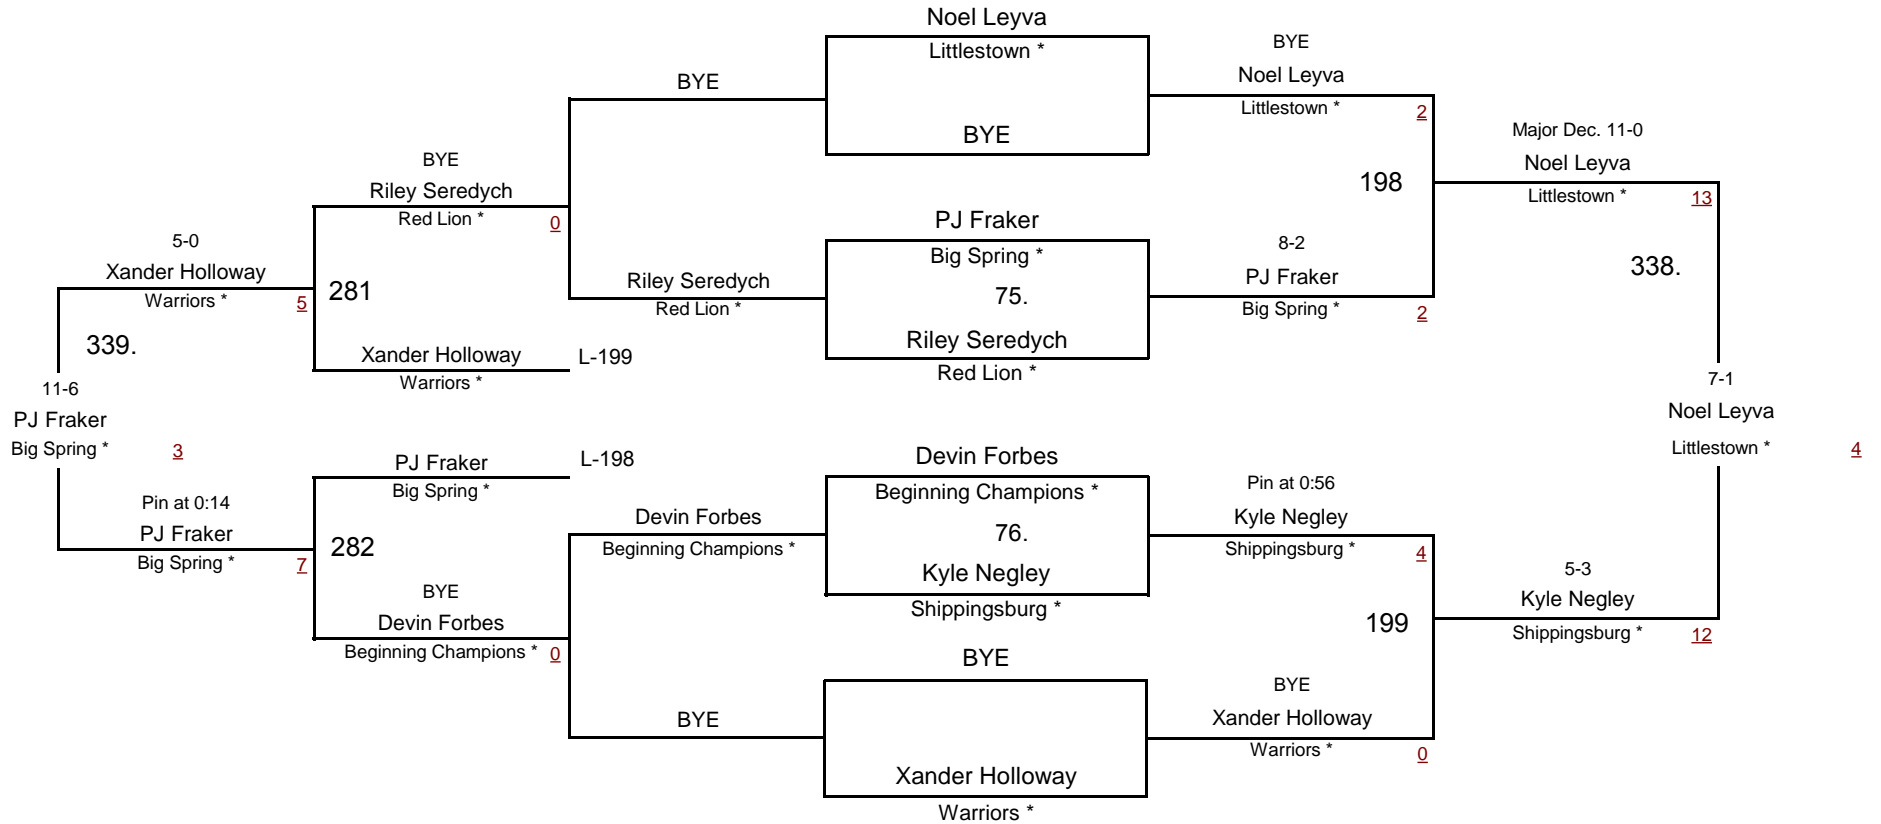 Noel Leyva
Littlestown *
BYE
BYE
Noel Leyva
Littlestown *
2
BYE
Major Dec. 11-0
Noel Leyva
Littlestown *
13
BYE
Riley Seredych
Red Lion *
0
198
PJ Fraker
Big Spring *
75.
Riley Seredych
Red Lion *
8-2
PJ Fraker
Big Spring *
2
338.
5-0
Xander Holloway
Warriors *
5
281
Riley Seredych
Red Lion *
339.
Xander Holloway
Warriors *
L-199
11-6
PJ Fraker
Big Spring *
3
7-1
Noel Leyva
Littlestown *
4
PJ Fraker
Big Spring *
L-198
Devin Forbes
Beginning Champions *
76.
Kyle Negley
Shippingsburg *
Pin at 0:56
Kyle Negley
Shippingsburg *
4
Pin at 0:14
PJ Fraker
Big Spring *
7
282
Devin Forbes
Beginning Champions *
BYE
Devin Forbes
Beginning Champions *
0
199
5-3
Kyle Negley
Shippingsburg *
12
BYE
BYE
Xander Holloway
Warriors *
BYE
Xander Holloway
Warriors *
0